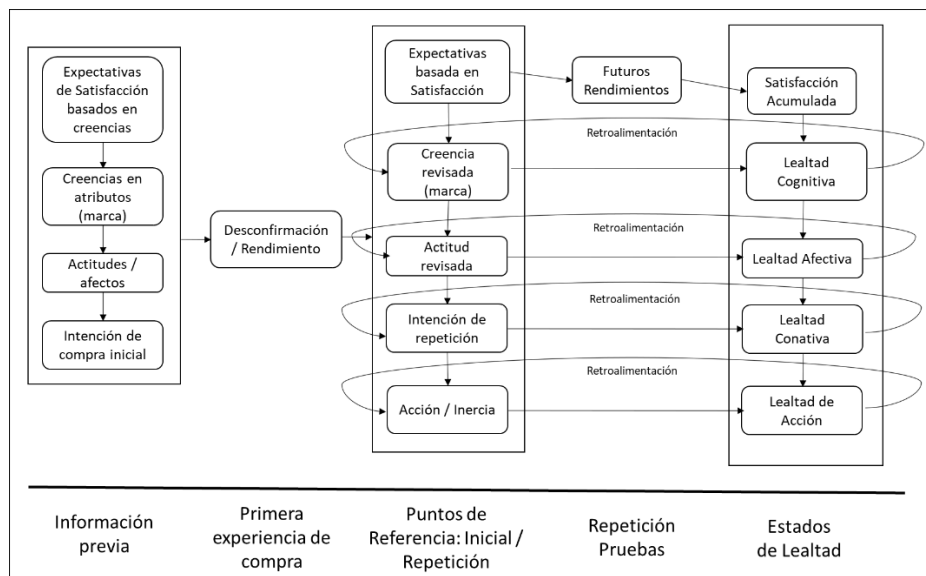 Expectativas
de Satisfacción
basados en
creencias
Creencias en
atributos
(marca)
Actitudes /
afectos
Intención de
compra inicial
Desconfirmación
/ Rendimiento
Expectativas
basada en
Satisfacción
Creencia
revisada
(marca)
Actitud
revisada
Intención de
repetición
Acción / Inercia
Futuros
Rendimientos
Retroalimentación
Retroalimentación
Retroalimentación
Retroalimentación
Satisfacción
Acumulada
Lealtad
Cognitiva
Lealtad Afectiva
Lealtad
Conativa
Lealtad de
Acción
Información
previa
Primera
experiencia de
compra
Puntos de
Referencia: Inicial /
Repetición
Repetición
Pruebas
Estados
de Lealtad